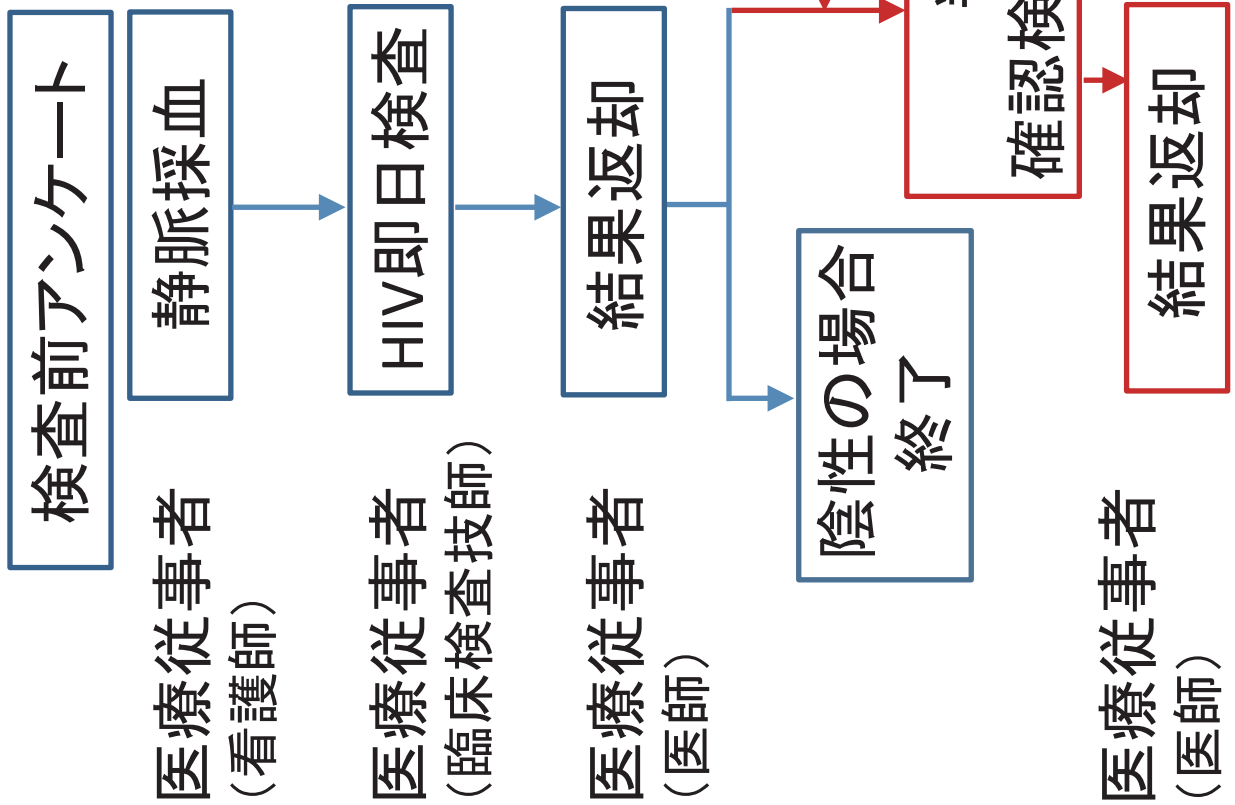 検査前アンケート
医療従事者
（看護師）
静脈採血
医療従事者
（臨床検査技師）
HIV即日検査
医療従事者
（医師）
結果返却
陰性の場合
終了
確認検
医療従事者
（医師）
結果返却